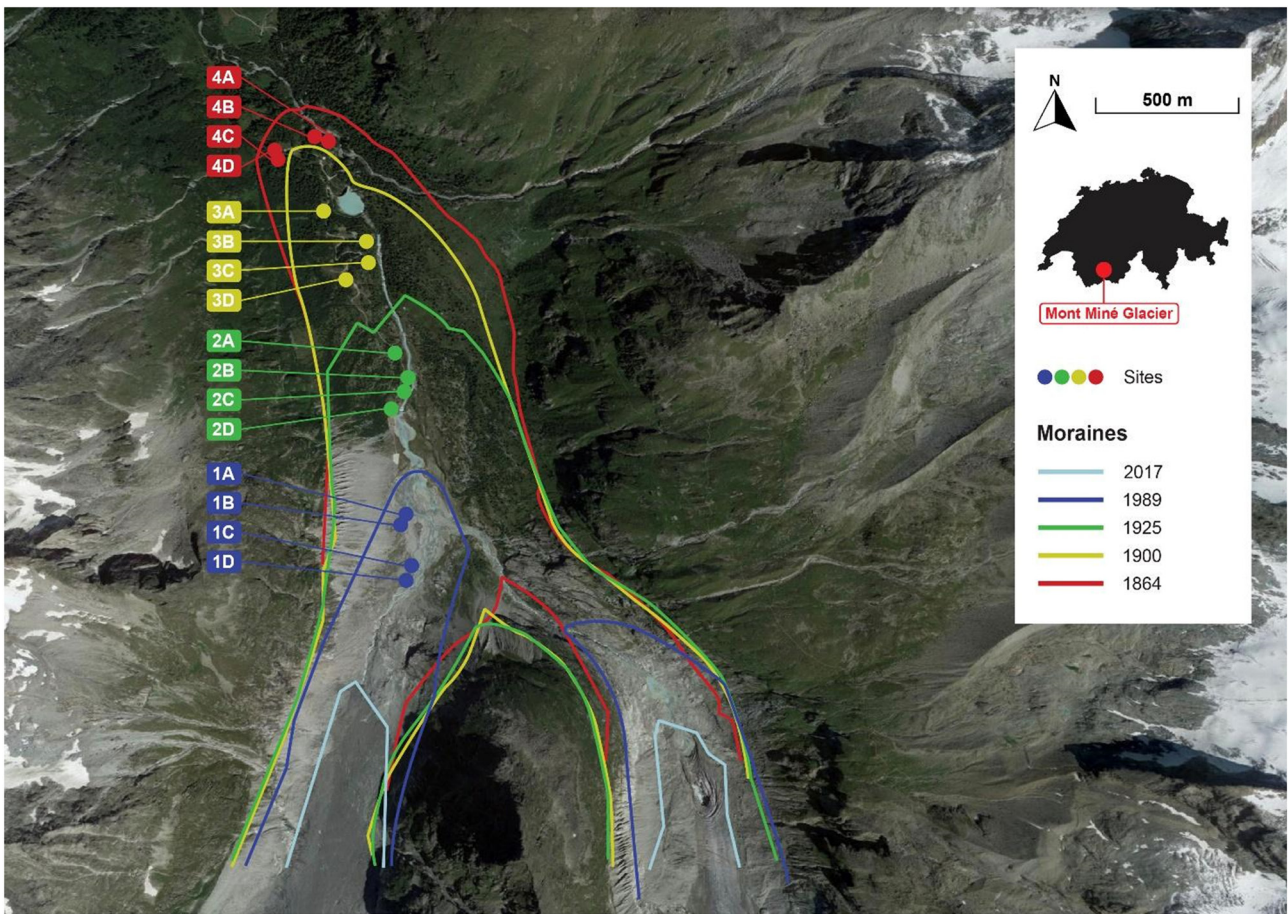 4A
4B
4C
4D
3A
3B
3C
3D
2A
2B
2C
2D
1A
1B
1C
1D
N
500 m
Mont Miné Glacier
Sites
Moraines
2017
1989
1925
1900
1864